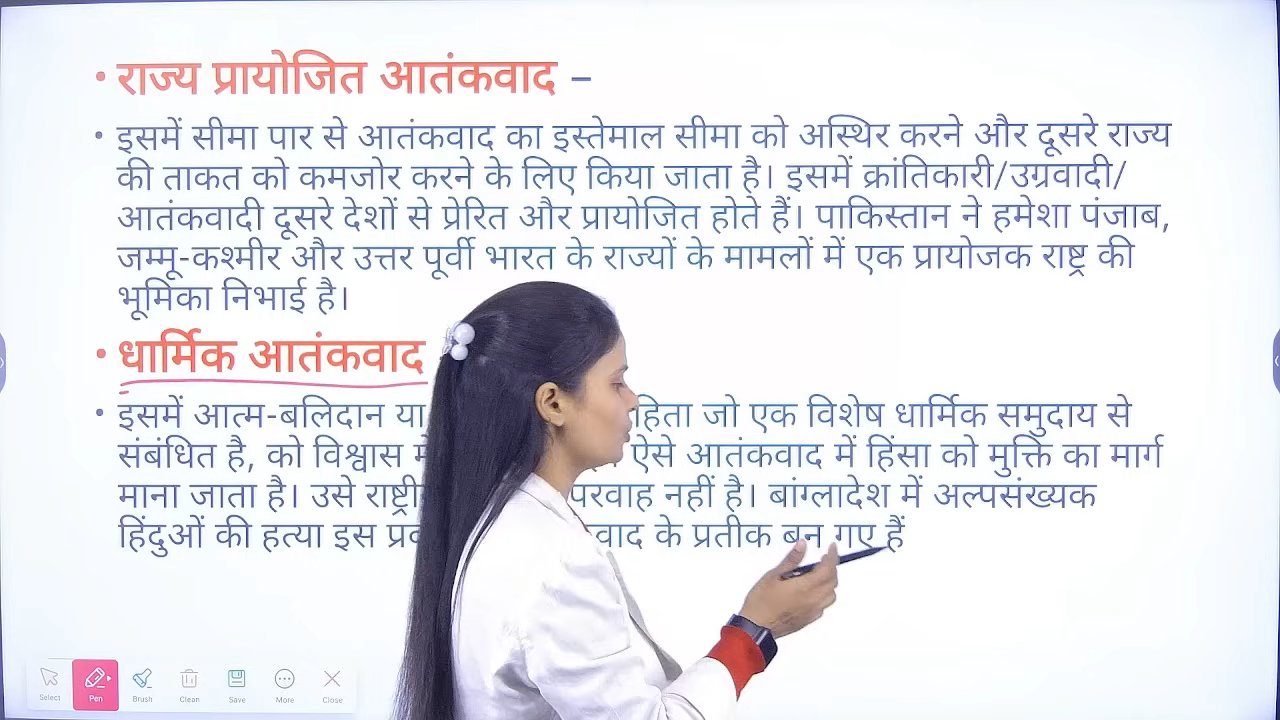 • राज्य प्रायोजित आतंकवाद –
• इसमें सीमा पार से आतंकवाद का इस्तेमाल सीमा को अस्थिर करने और दूसरे राज्य
की ताकत को कमजोर करने के लिए किया जाता है। इसमें क्रांतिकारी/उग्रवादी/
आतंकवादी दूसरे देशों से प्रेरित और प्रायोजित होते हैं। पाकिस्तान ने हमेशा पंजाब,
जम्मू-कश्मीर और उत्तर पूर्वी भारत के राज्यों के मामलों में एक प्रायोजक राष्ट्र की
भूमिका निभाई है।
• धार्मिक आतंकवाद
• इसमें आत्म-बलिदान या जो एक विशेष धार्मिक समुदाय से
संबंधित है, को विश्वास ऐसे आतंकवाद में हिंसा को मुक्ति का मार्ग
माना जाता है। उसे परवाह नहीं है। बांग्लादेश में अल्पसंख्यक
हिंदुओं की हत्या इस के प्रतीक बन गए हैं
Select Pen Brush Clean Save More Close